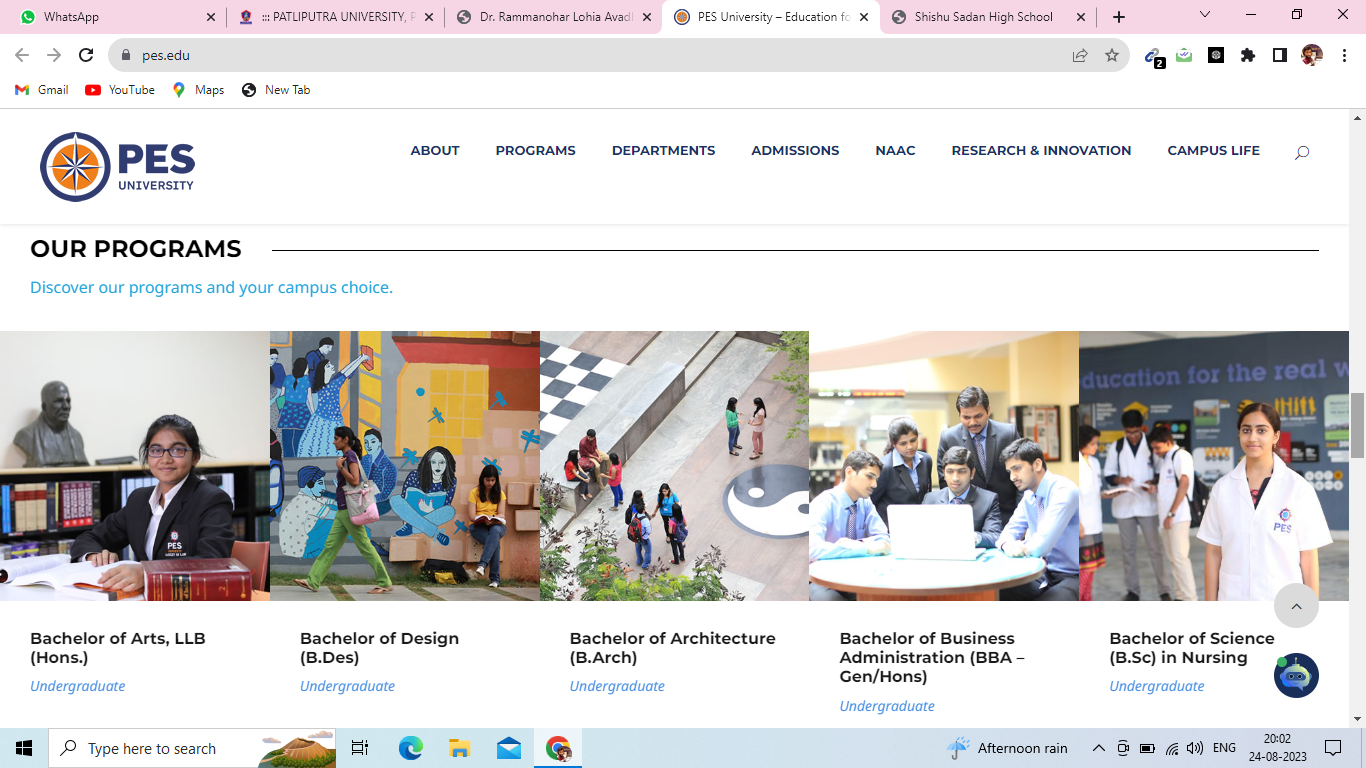 WhatsApp
::: PATLIPUTRA UNIVERSITY, P
Dr. Rammanohar Lohia Avadh
PES University – Education fo
Shishu Sadan High School
pes.edu
2
Gmail
YouTube
Maps
New Tab
PES
UNIVERSITY
ABOUT
PROGRAMS
DEPARTMENTS
ADMISSIONS
NAAC
RESEARCH & INNOVATION
CAMPUS LIFE
OUR PROGRAMS
Discover our programs and your campus choice.
PES
ducation for the real w
PES
Bachelor of Arts, LLB
(Hons.)
Undergraduate
Bachelor of Design
(B.Des)
Undergraduate
Bachelor of Architecture
(B.Arch)
Undergraduate
Bachelor of Business
Administration (BBA –
Gen/Hons)
Undergraduate
Bachelor of Science
(B.Sc) in Nursing
Undergraduate
Type here to search
Afternoon rain
ENG
20:02
24-08-2023